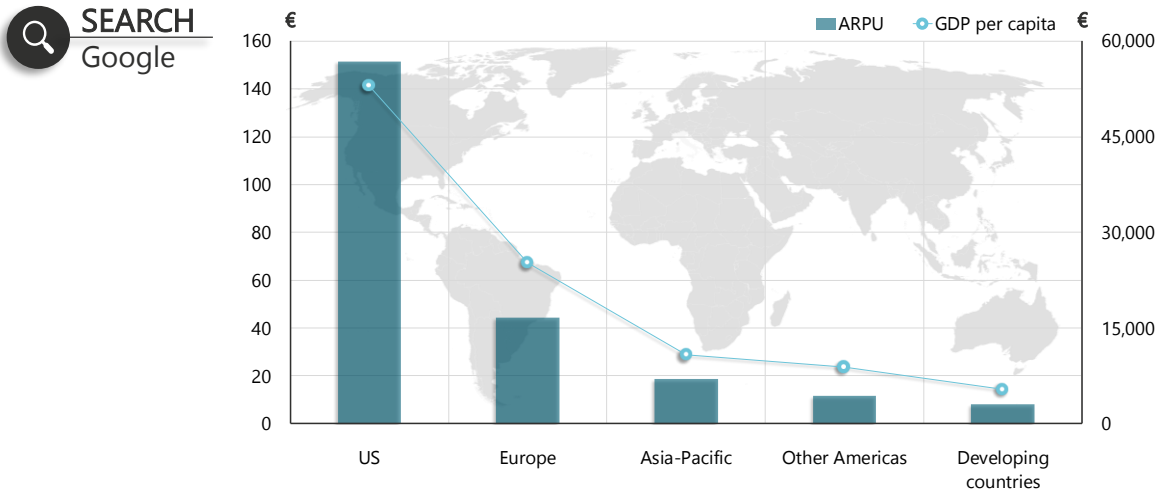 SEARCH
Google
€
ARPU
GDP per capita
€
160
140
120
100
80
60
40
20
0
60,000
45,000
30,000
15,000
0
US
Europe
Asia-Pacific
Other Americas
Developing
countries